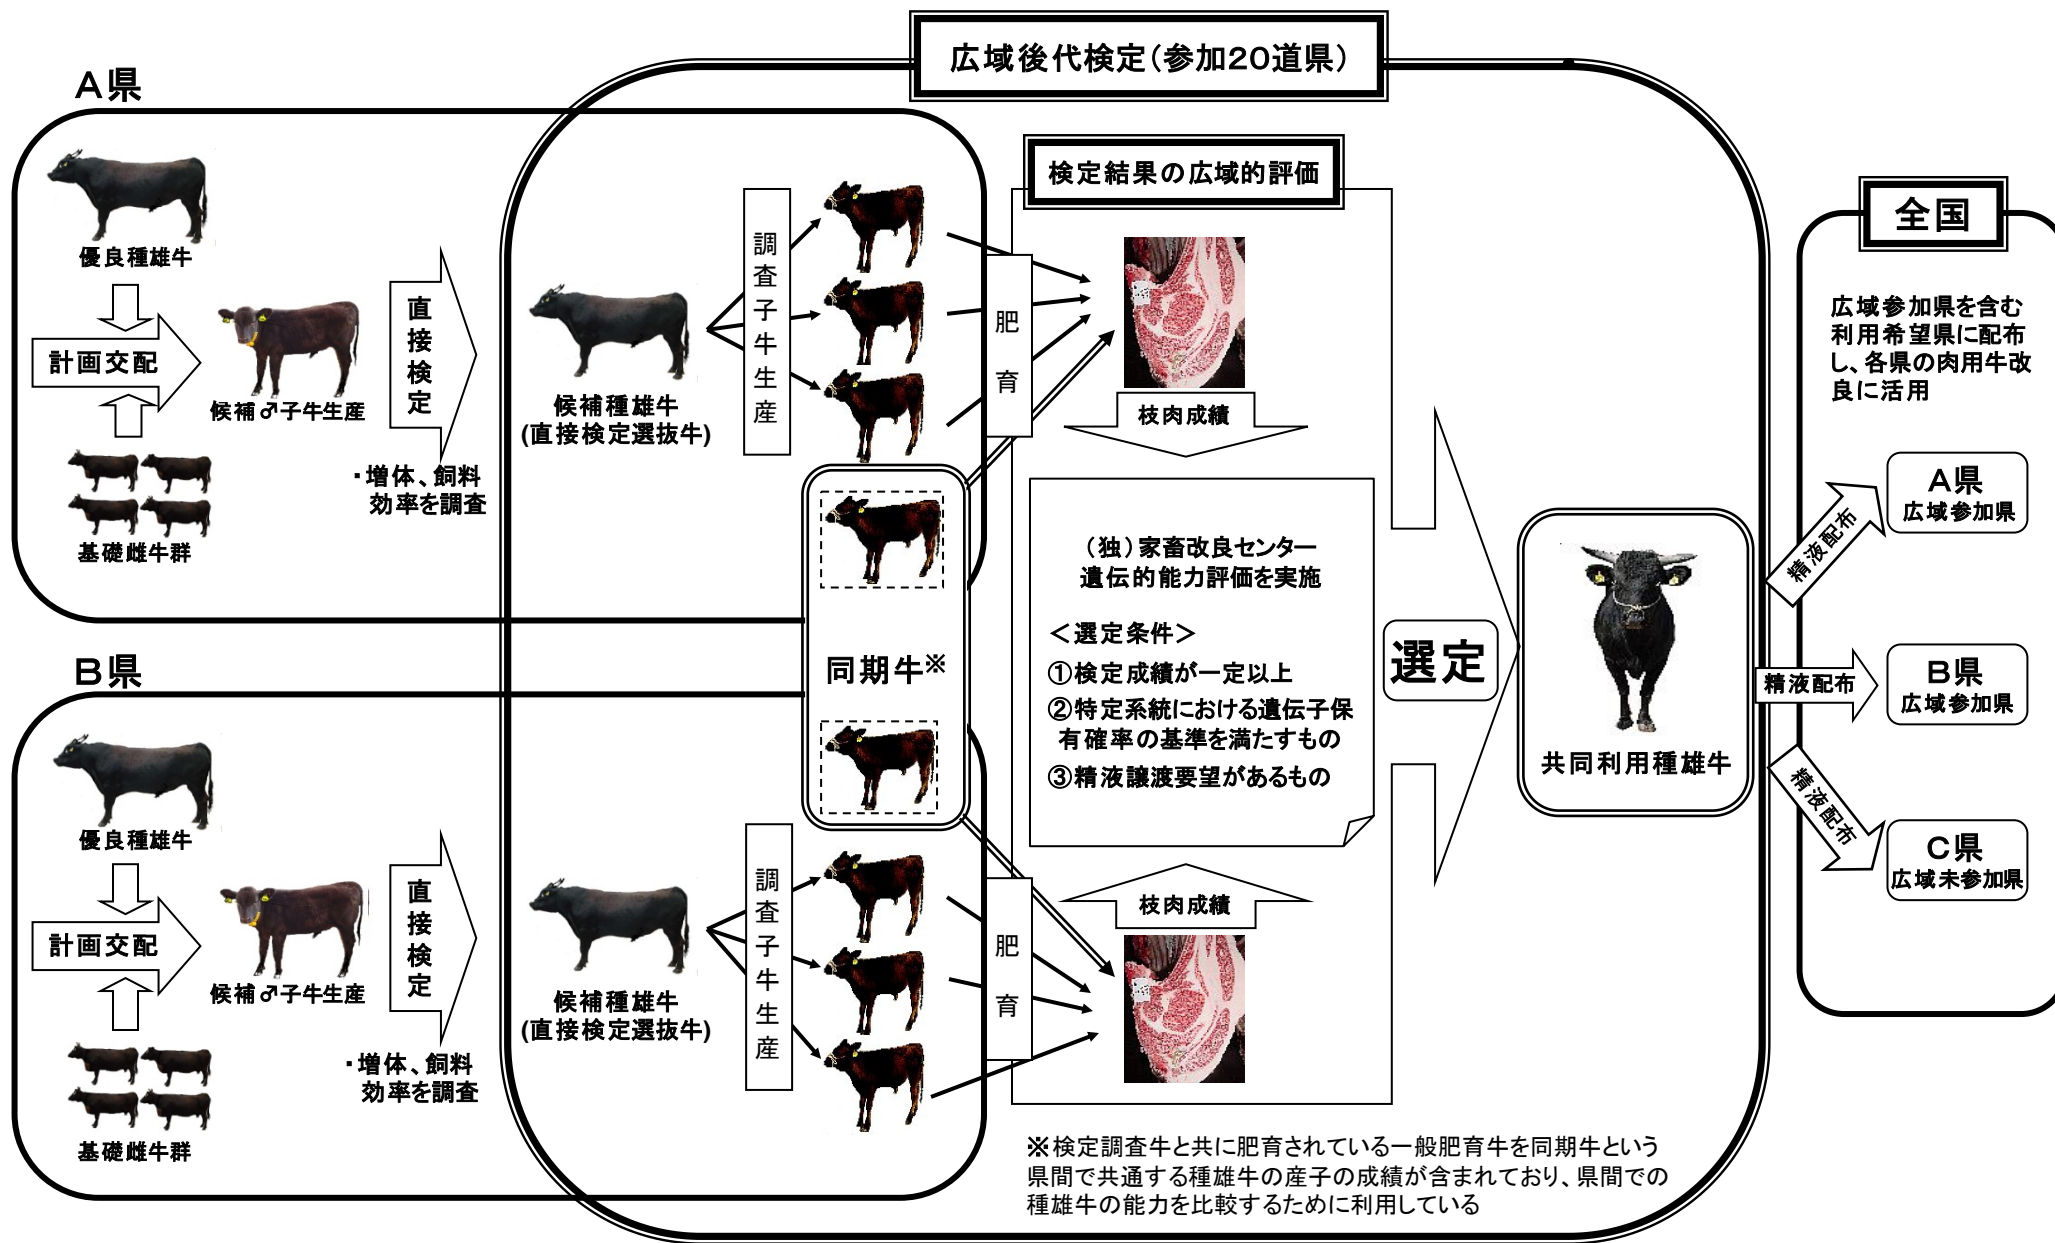 広域後代検定（参加20道県）
A県
優良種雄牛
計画交配
候補♂子牛生産
基礎雌牛群
直接検定
・増体、飼料
効率を調査
候補種雄牛
(直接検定選抜牛)
調査子牛生産
肥育
検定結果の広域的評価
枝肉成績
同期牛※
B県
優良種雄牛
計画交配
候補♂子牛生産
基礎雌牛群
直接検定
・増体、飼料
効率を調査
候補種雄牛
(直接検定選抜牛)
調査子牛生産
肥育
枝肉成績
（独）家畜改良センター
遺伝的能力評価を実施
＜選定条件＞
①検定成績が一定以上
②特定系統における遺伝子保
有確率の基準を満たすもの
③精液譲渡要望があるもの
選定
共同利用種雄牛
※検定調査牛と共に肥育されている一般肥育牛を同期牛という
県間で共通する種雄牛の産子の成績が含まれており、県間での
種雄牛の能力を比較するために利用している
全国
広域参加県を含む
利用希望県に配布
し、各県の肉用牛改
良に活用
精液配布
A県
広域参加県
精液配布
B県
広域参加県
精液配布
C県
広域未参加県